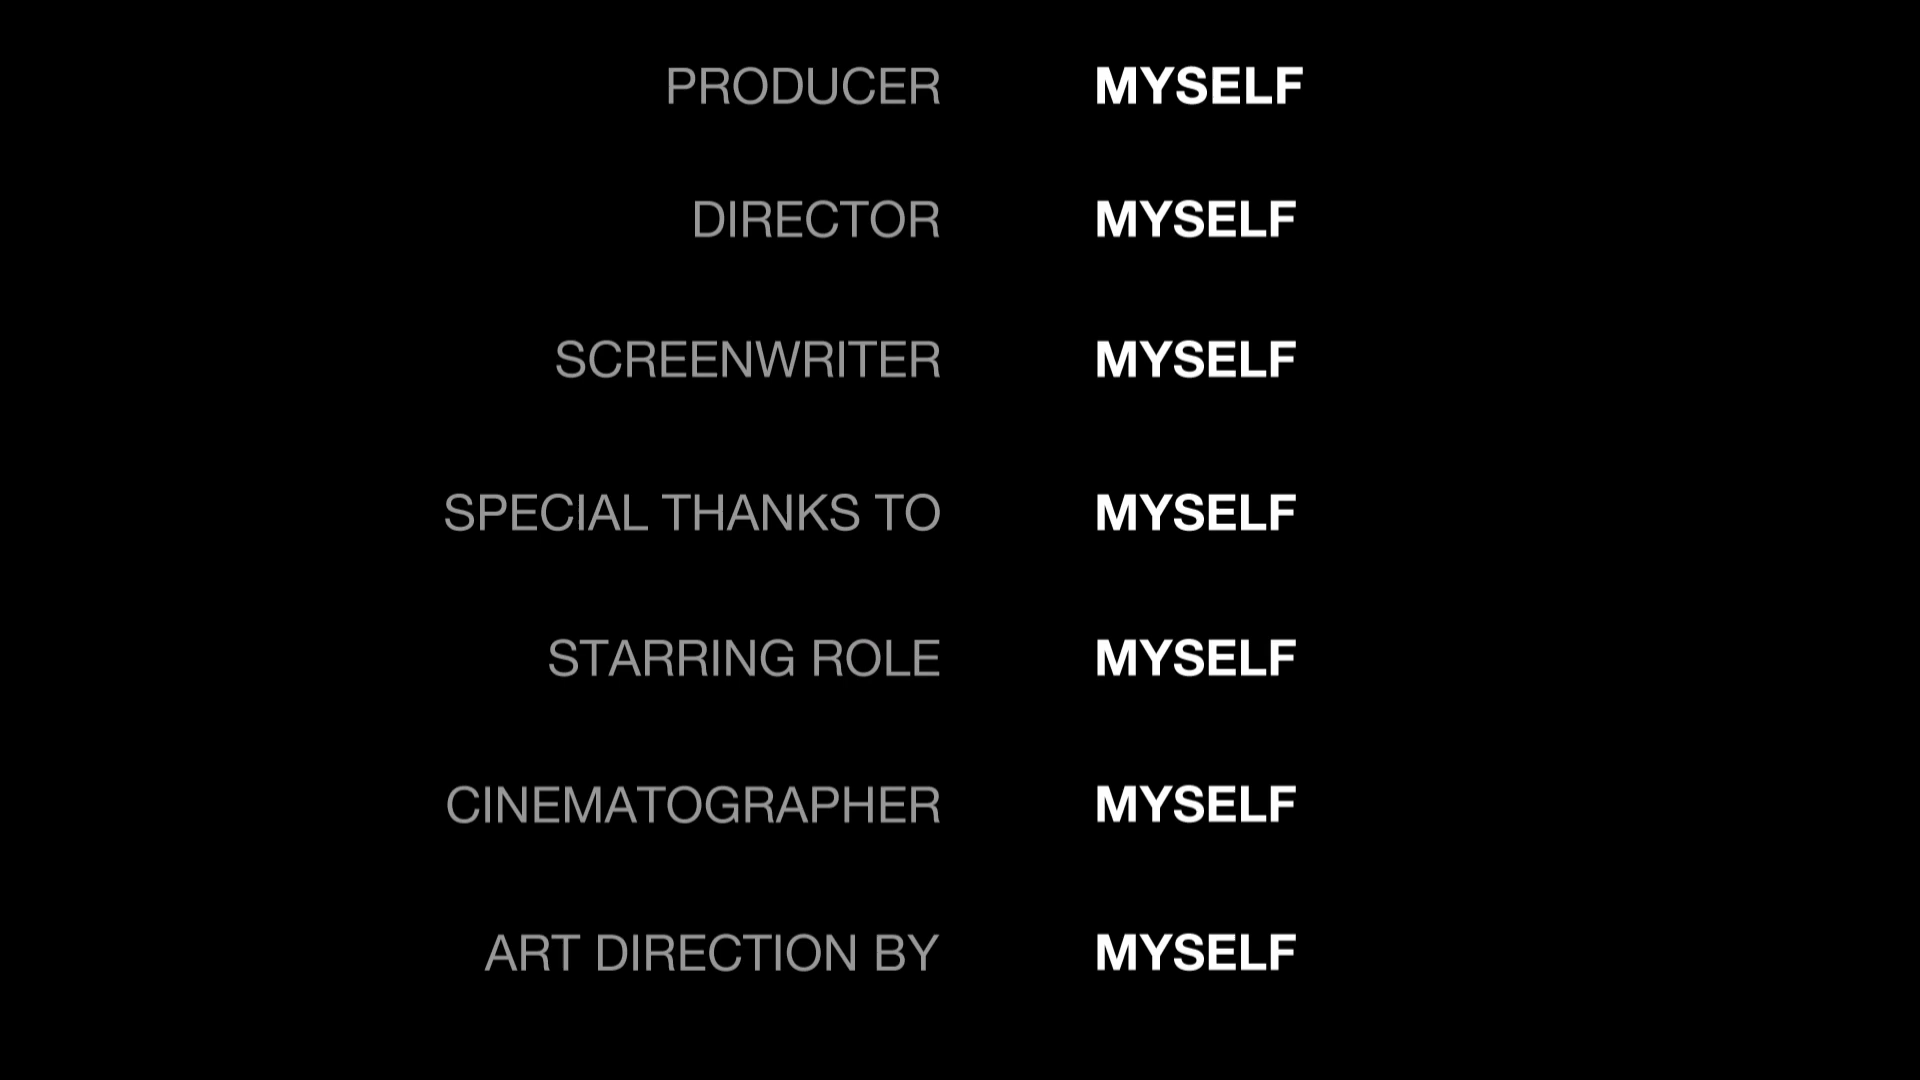 PRODUCER MYSELF
DIRECTOR MYSELF
SCREENWRITER MYSELF
SPECIAL THANKS TO MYSELF
STARRING ROLE MYSELF
CINEMATOGRAPHER MYSELF
ART DIRECTION BY MYSELF